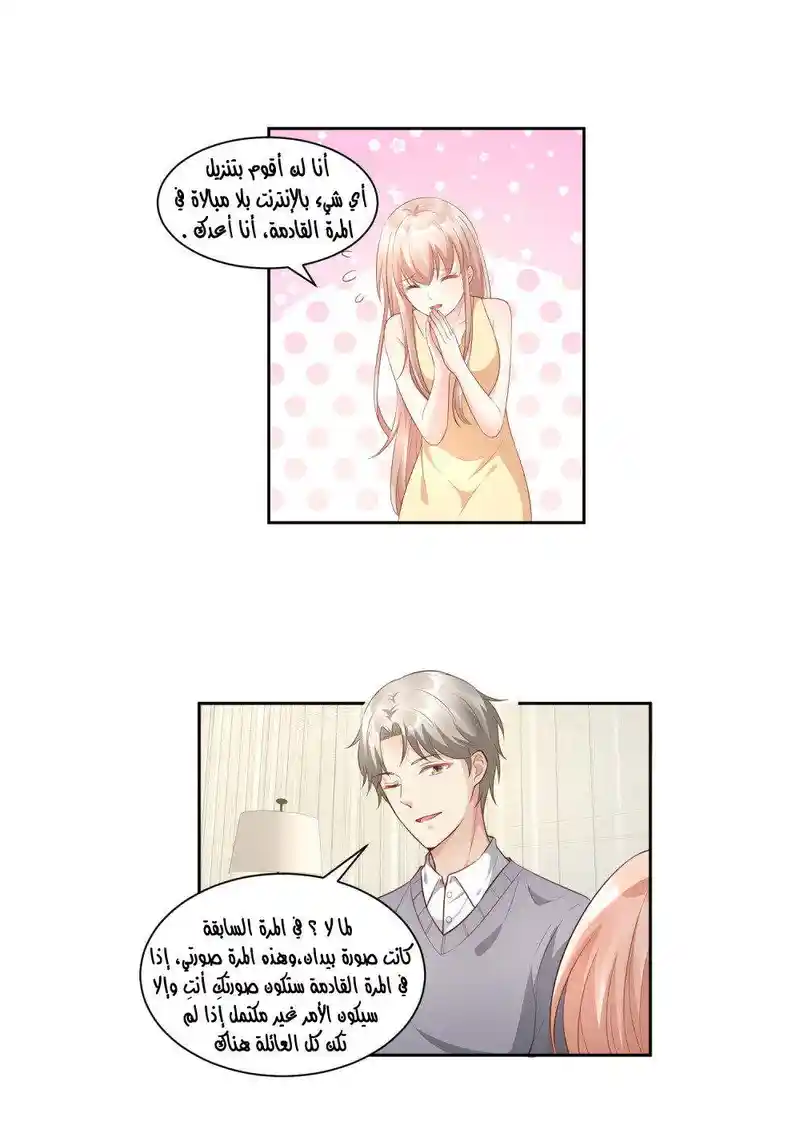 أنا لن أقوم بتنزيل
أي شيء بالإنترنت بلا مبالاة في
المرة القادمة، أنا أعدك .
لما لا ؟ في المرة السابقة
كانت صورة بيدان،وهذه المرة صورتي، إذا
في المرة القادمة ستكون صورتكِ أنتِ وإلا
سيكون الأمر غير مكتمل إذا لم
تكن كل العائلة هناك